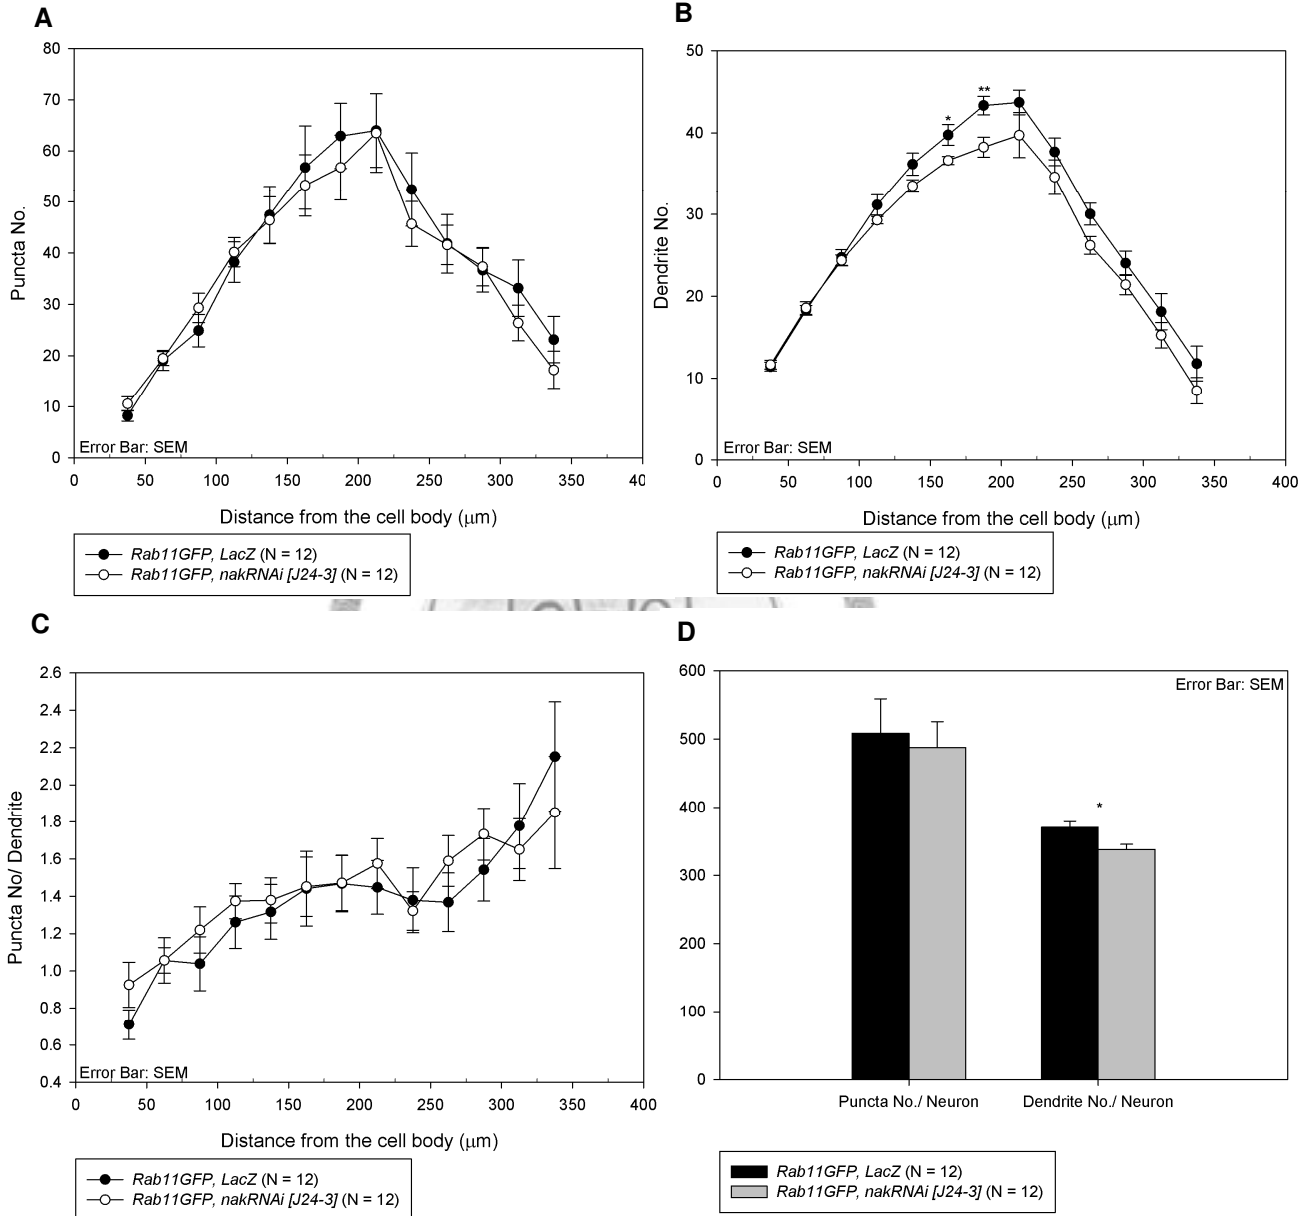 A
80
70
60
50
40
30
20
10
0
Puncta No.
Error Bar: SEM
0 50 100 150 200 250 300 350 40
Distance from the cell body (μm)
Rab11GFP, LacZ (N = 12)
Rab11GFP, nakRNAi [J24-3] (N = 12)
B
50
40
30
20
10
0
Dendrite No.
* **
Error Bar: SEM
0 50 100 150 200 250 300 350 400
Distance from the cell body (μm)
Rab11GFP, LacZ (N = 12)
Rab11GFP, nakRNAi [J24-3] (N = 12)
C
2.6
2.4
2.2
2.0
1.8
1.6
1.4
1.2
1.0
0.8
0.6
0.4
Puncta No/ Dendrite
Error Bar: SEM
0 50 100 150 200 250 300 350 400
Distance from the cell body (μm)
Rab11GFP, LacZ (N = 12)
Rab11GFP, nakRNAi [J24-3] (N = 12)
D
600
500
400
300
200
100
0
Error Bar: SEM
*
Puncta No./ Neuron Dendrite No./ Neuron
Rab11GFP, LacZ (N = 12)
Rab11GFP, nakRNAi [J24-3] (N = 12)